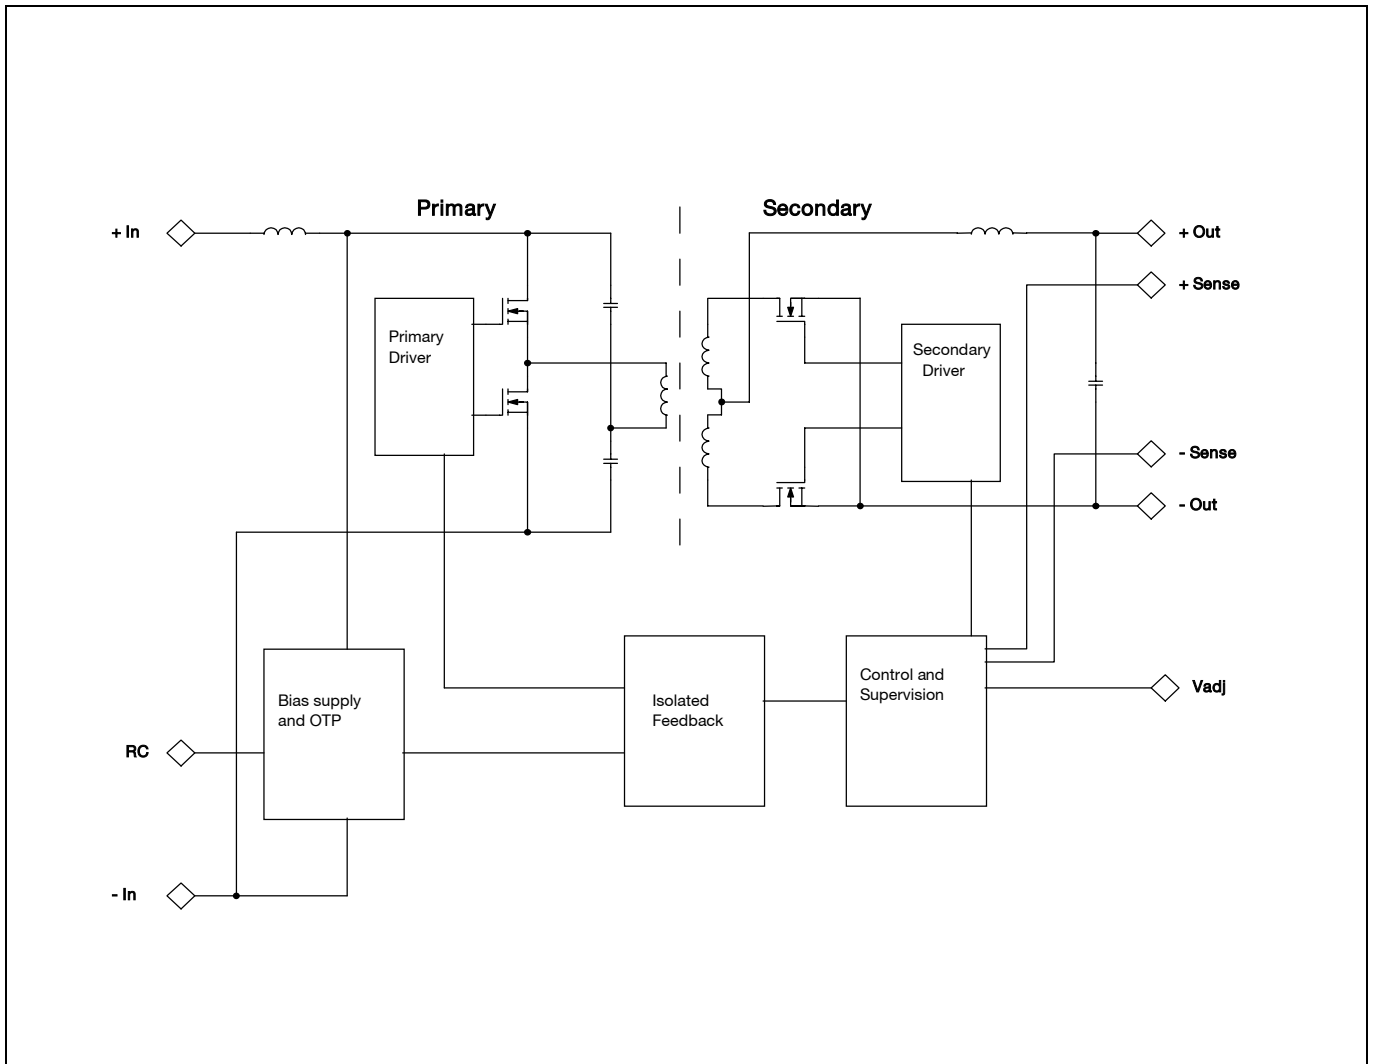 Primary
Secondary
+ In
+ Out
+ Sense
Primary
Driver
Secondary
Driver
- Sense
- Out
Bias supply
and OTP
Isolated
Feedback
Control and
Supervision
Vadj
RC
- In